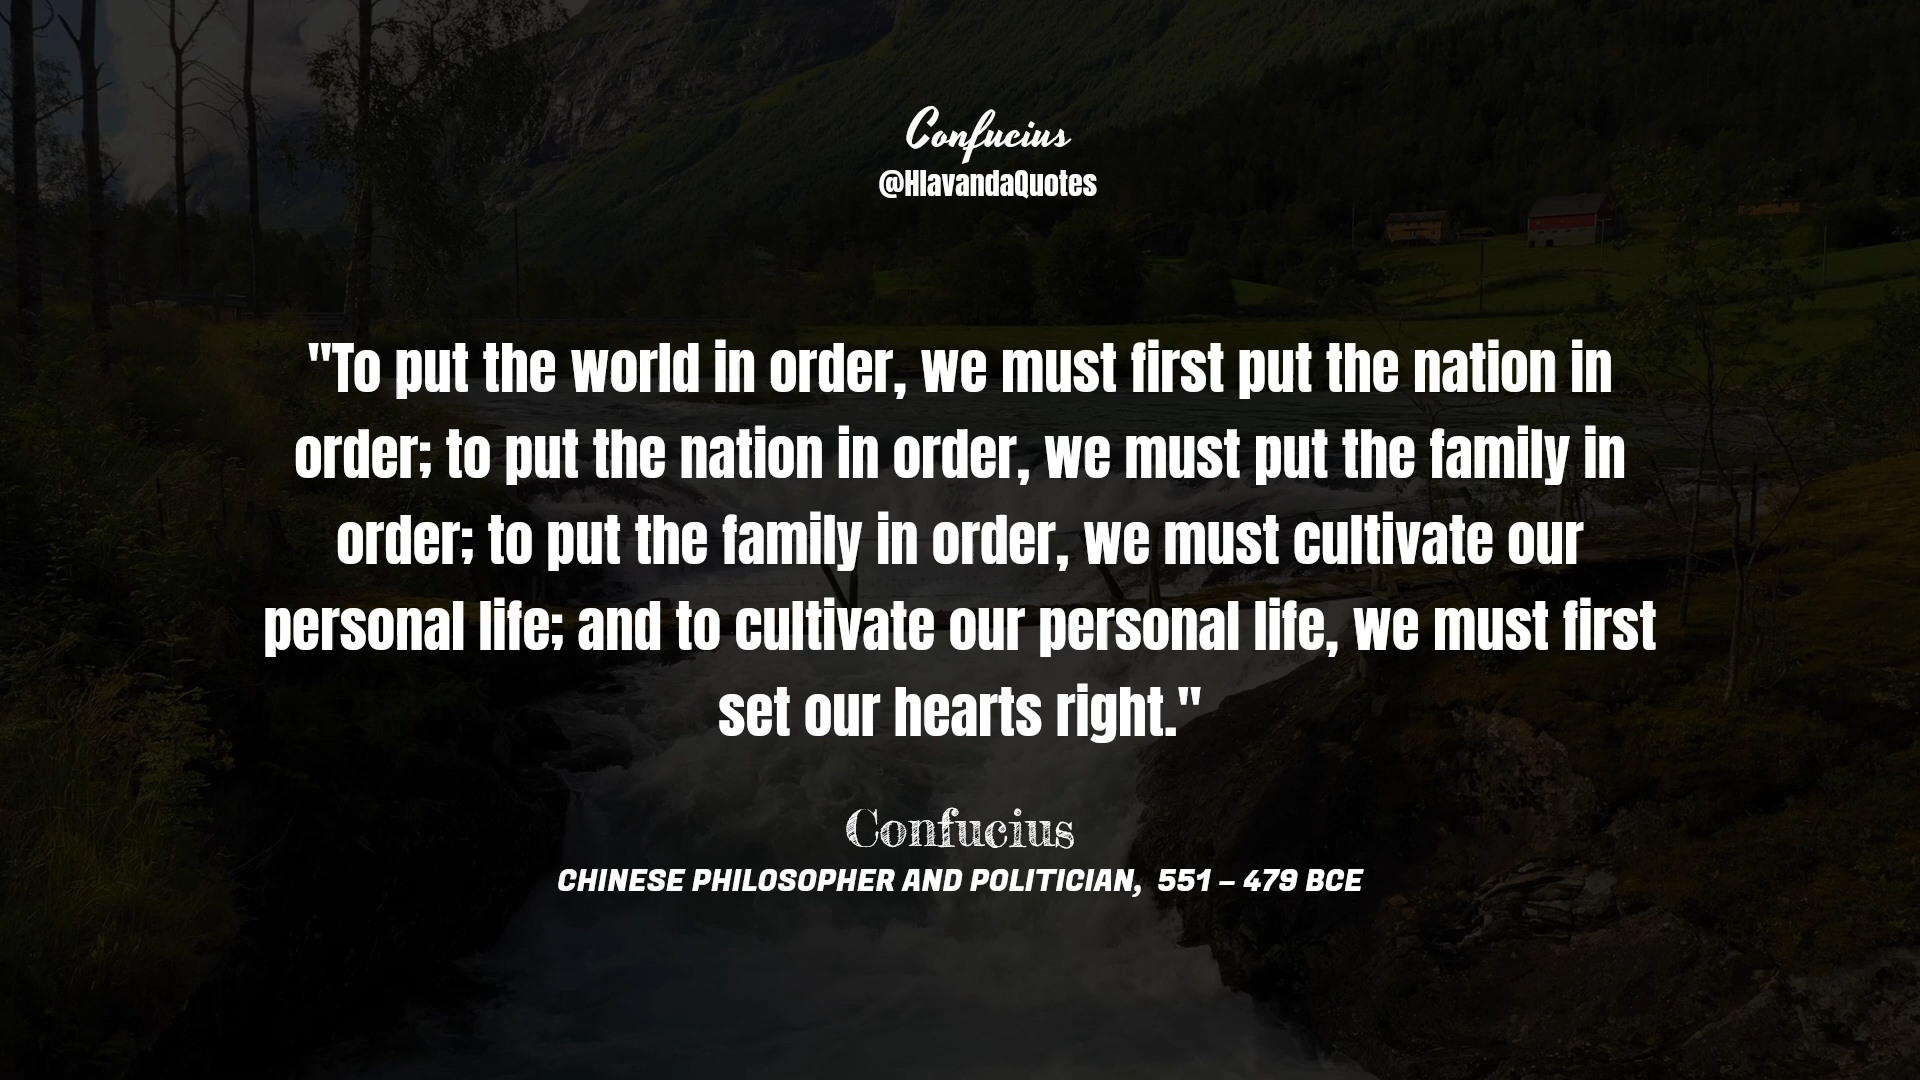 Confucius
@HlavandaQuotes
"To put the world in order, we must first put the nation in
order; to put the nation in order, we must put the family in
order; to put the family in order, we must cultivate our
personal life; and to cultivate our personal life, we must first
set our hearts right."
Confucius
CHINESE PHILOSOPHER AND POLITICIAN, 551 – 479 BCE